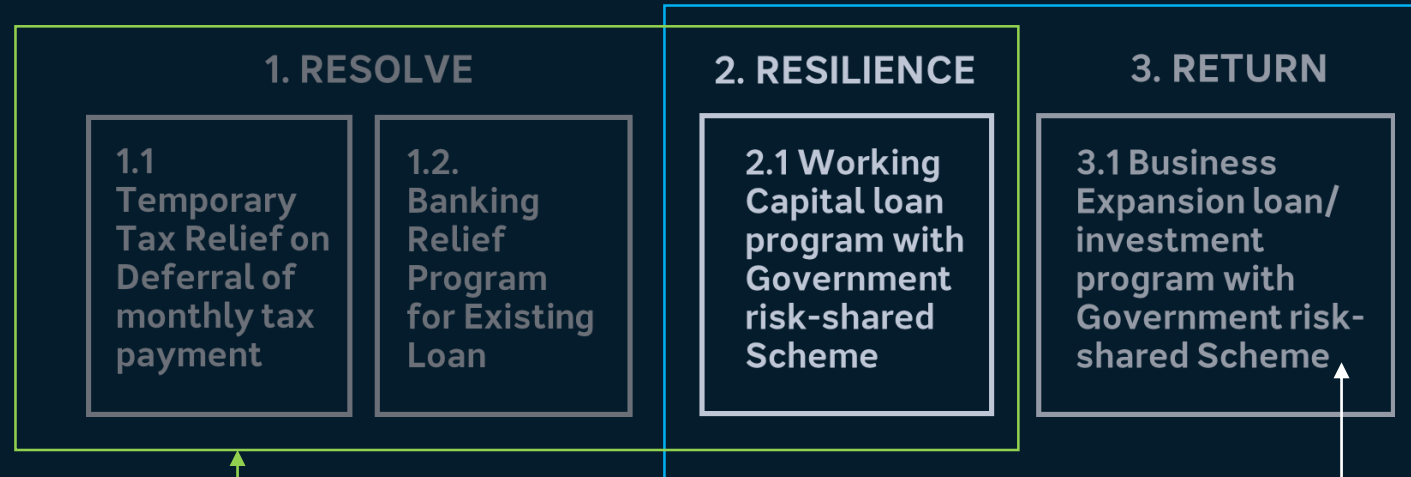 1. RESOLVE
2. RESILIENCE
3. RETURN
1.1
Temporary
Tax Relief on
Deferral of
monthly tax
payment
1.2.
Banking
Relief
Program
for Existing
Loan
2.1 Working
Capital loan
program with
Government
risk-shared
Scheme
3.1 Business
Expansion loan/
investment
program with
Government risk-
shared Scheme